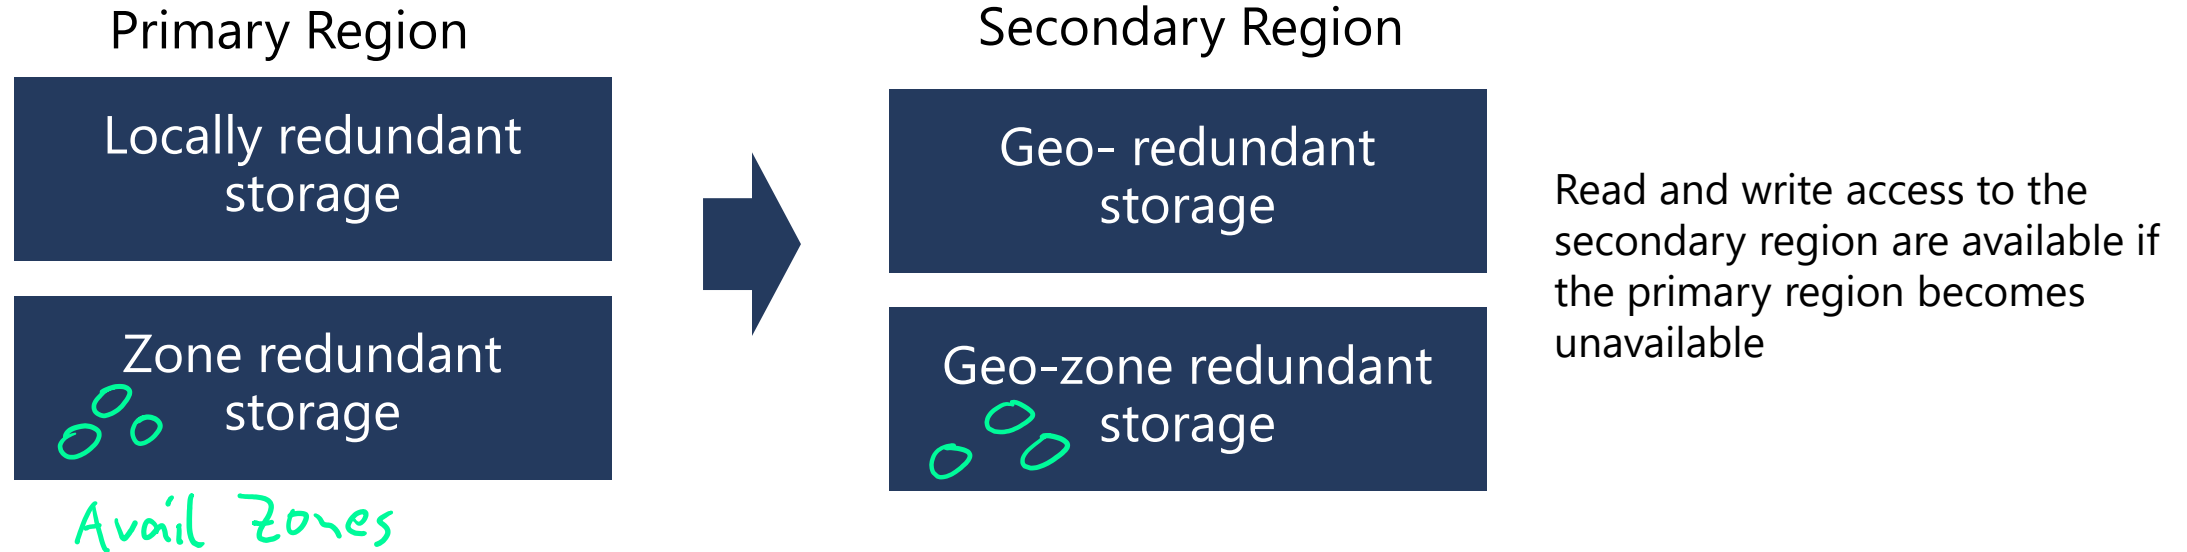 Primary Region
Locally redundant
storage
Zone redundant
storage
Avail Zones
Secondary Region
Geo- redundant
storage
Geo-zone redundant
storage
Read and write access to the
secondary region are available if
the primary region becomes
unavailable